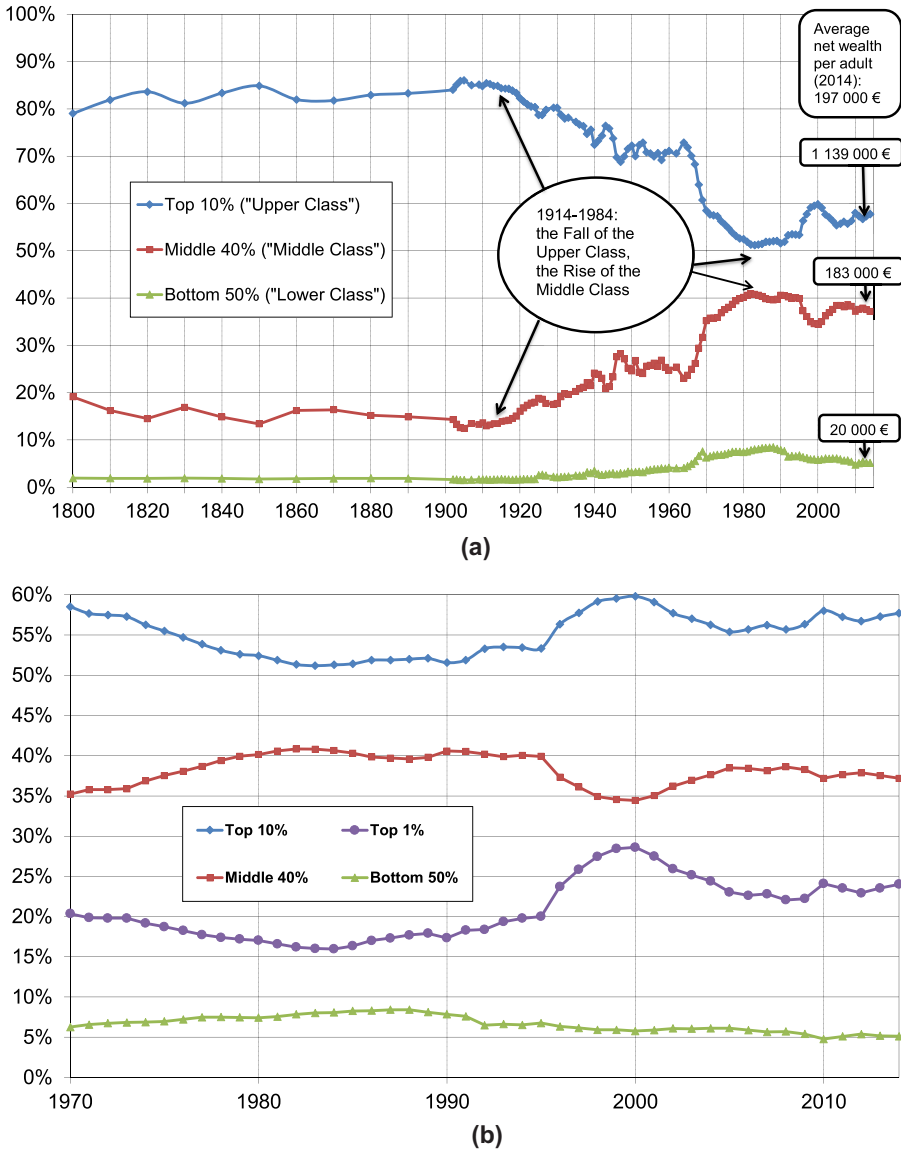 100%
90%
80%
70%
60%
50%
40%
30%
20%
10%
0%
Average
net wealth
per adult
(2014):
197 000 €
1 139 000 €
Top 10% ("Upper Class")
Middle 40% ("Middle Class")
Bottom 50% ("Lower Class")
1914-1984:
the Fall of the
Upper Class,
the Rise of the
Middle Class
183 000 €
20 000 €
1800 1820 1840 1860 1880 1900 1920 1940 1960 1980 2000
(a)
60%
55%
50%
45%
40%
35%
30%
25%
20%
15%
10%
5%
0%
Top 10% Top 1%
Middle 40% Bottom 50%
1970 1980 1990 2000 2010
(b)